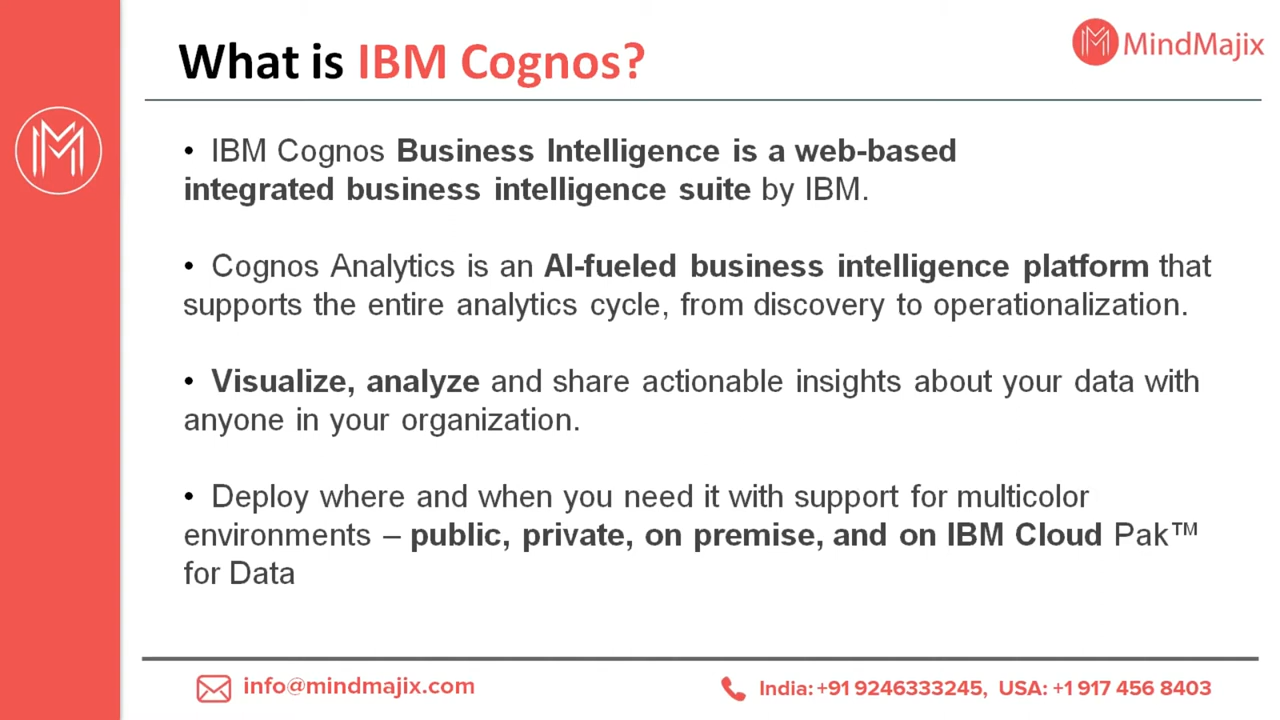 What is IBM Cognos?
MindMajix
• IBM Cognos Business Intelligence is a web-based
integrated business intelligence suite by IBM.
• Cognos Analytics is an AI-fueled business intelligence platform that
supports the entire analytics cycle, from discovery to operationalization.
• Visualize, analyze and share actionable insights about your data with
anyone in your organization.
• Deploy where and when you need it with support for multicolor
environments – public, private, on premise, and on IBM Cloud Pak™
for Data
info@mindmajix.com
India: +91 9246333245, USA: +1 917 456 8403